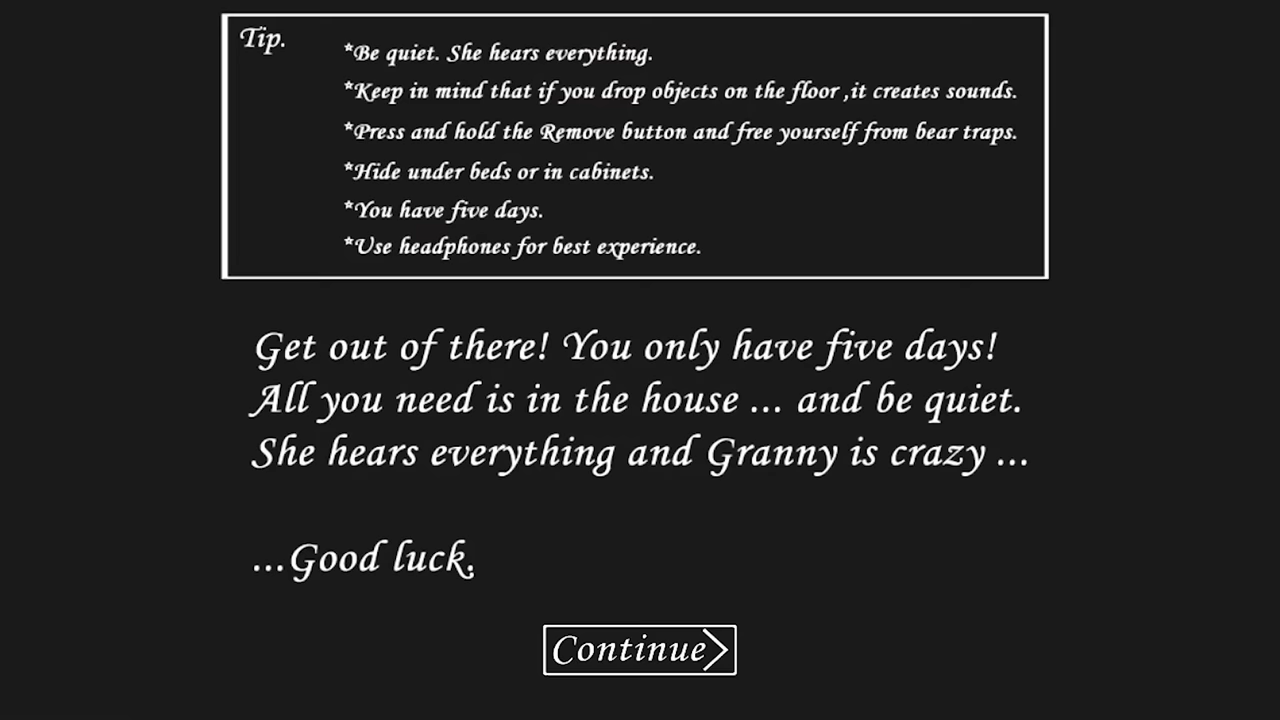 Tip.
*Be quiet. She hears everything.
*Keep in mind that if you drop objects on the floor ,it creates sounds.
*Press and hold the Remove button and free yourself from bear traps.
*Hide under beds or in cabinets.
*You have five days.
*Use headphones for best experience.
Get out of there! You only have five days!
All you need is in the house ... and be quiet.
She hears everything and Granny is crazy ...
...Good luck.
Continue>